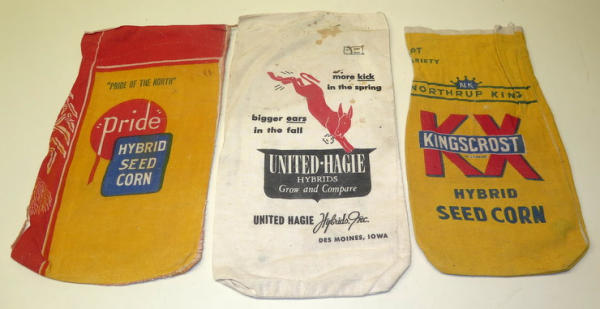 "PRIDE OF THE NORTH"
Pride
HYBRID
SEED
CORN
more kick
in the spring
bigger ears
in the fall
UNITED-HAGIE
HYBRIDS
Grow and Compare
UNITED HAGIE Hybrids, Inc.
DES MOINES, IOWA
NK
NORTHRUP KING
KX
KINGSCROST
HYBRID
SEED CORN